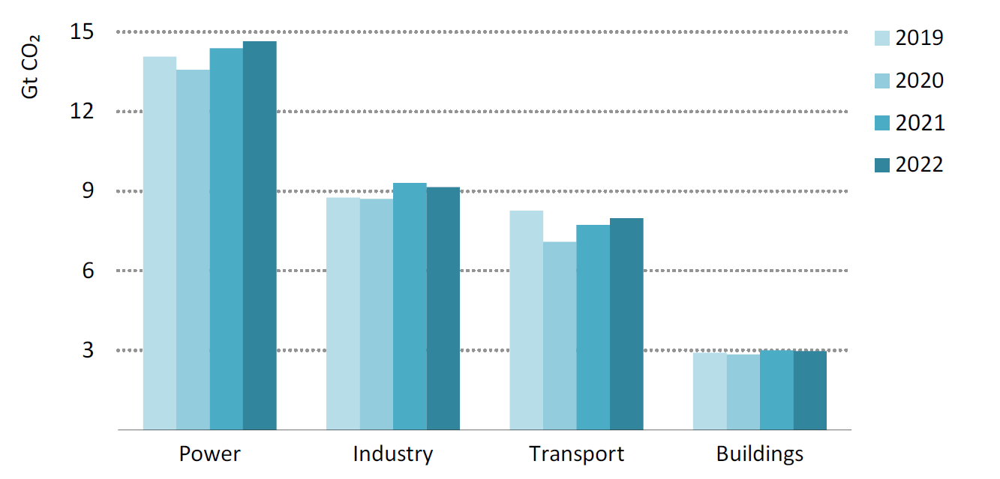 Gt CO₂
15
12
9
6
3
Power
Industry
Transport
Buildings
2019
2020
2021
2022